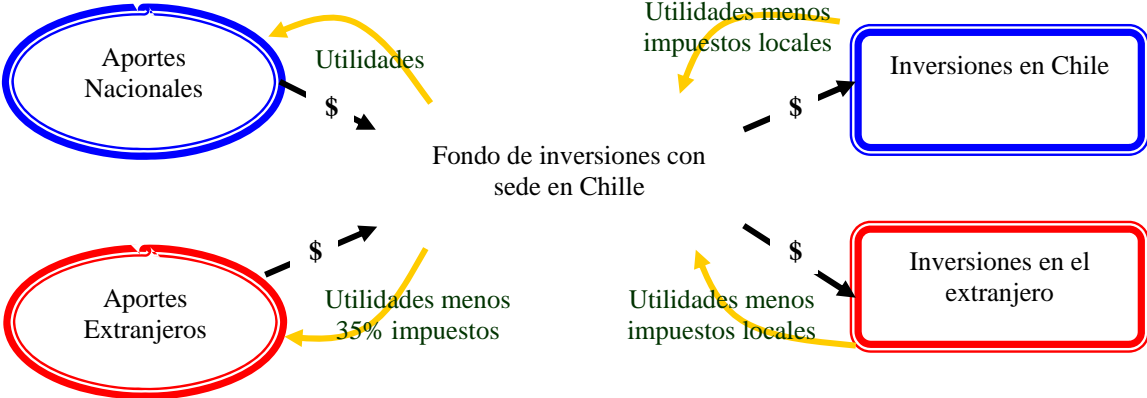 Aportes
Nacionales
Utilidades
$
Utilidades menos
impuestos locales
$
Inversiones en Chile
Fondo de inversiones con
sede en Chille
Aportes
Extranjeros
$
Utilidades menos
35% impuestos
Utilidades menos
impuestos locales
$
Inversiones en el
extranjero